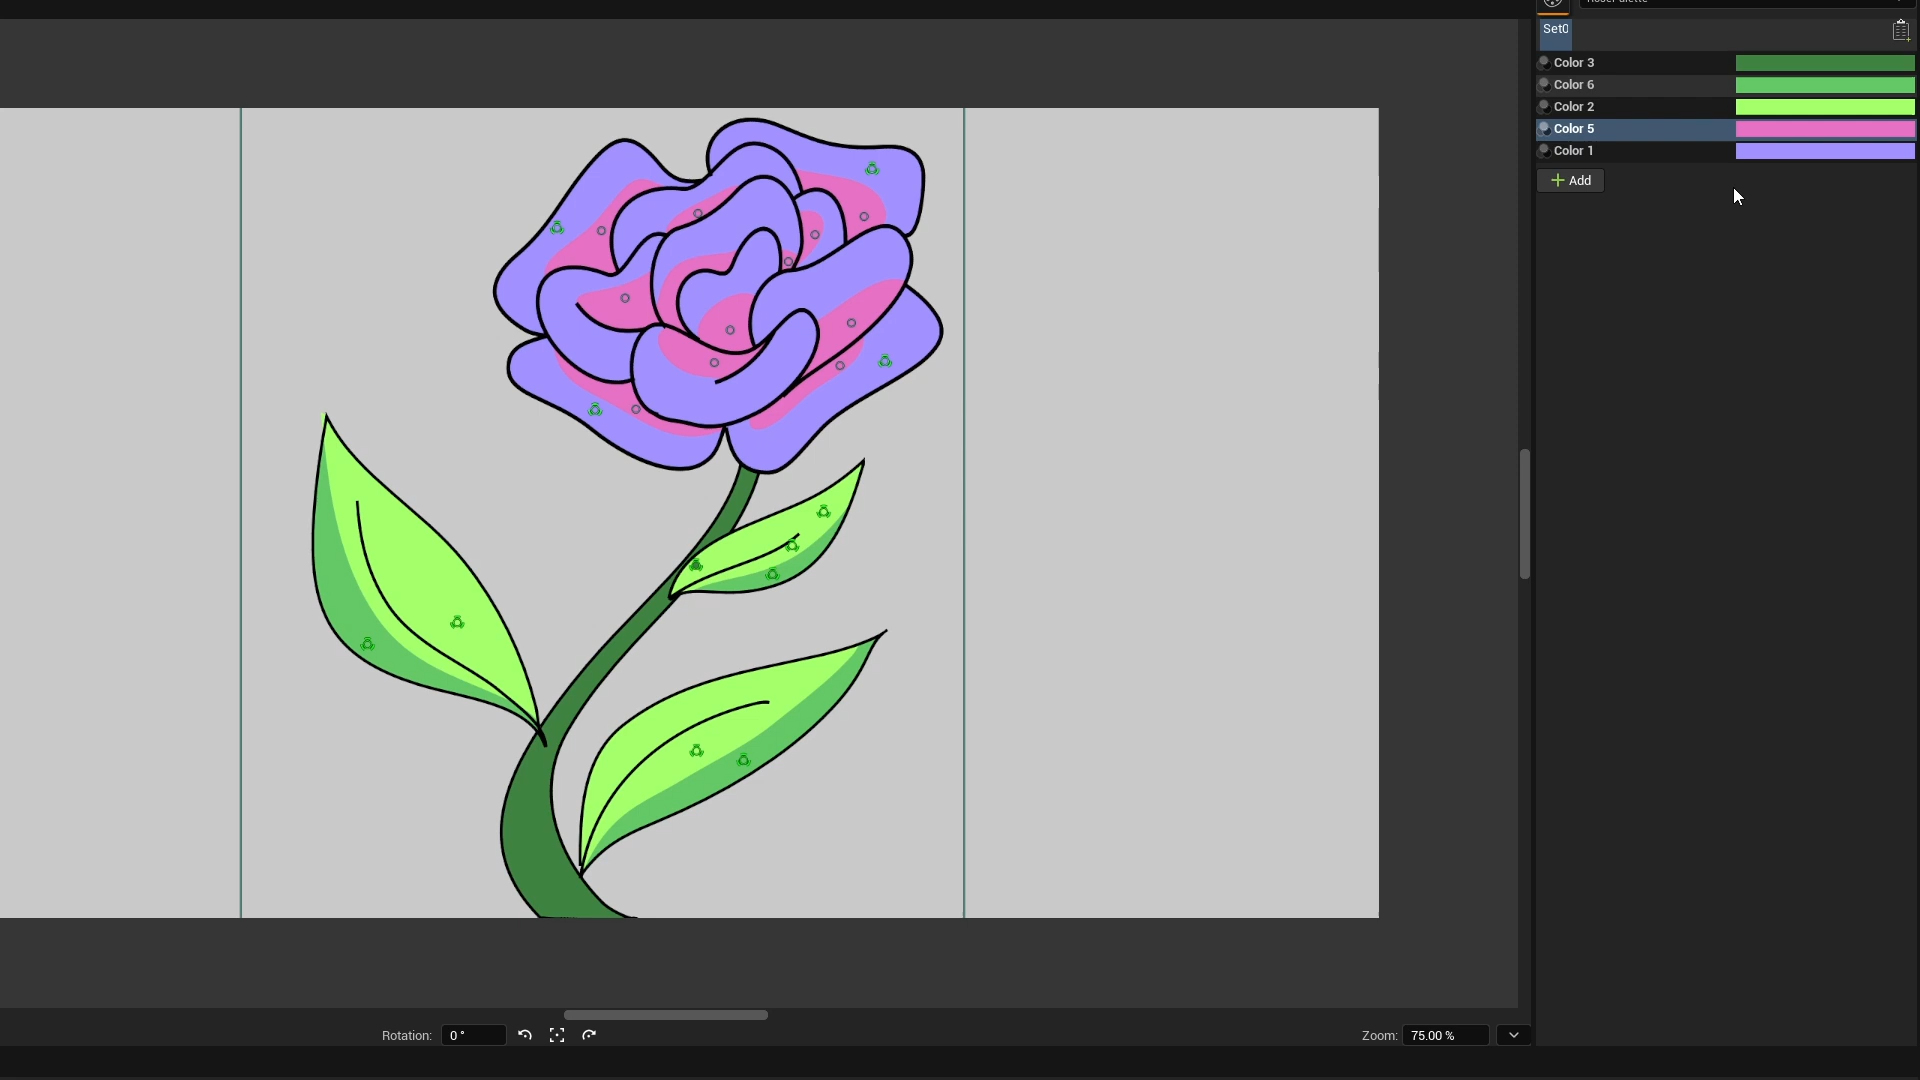 Set0
Color 3
Color 6
Color 2
Color 5
Color 1
Add
Rotation: 0 °
Zoom: 75.00 %